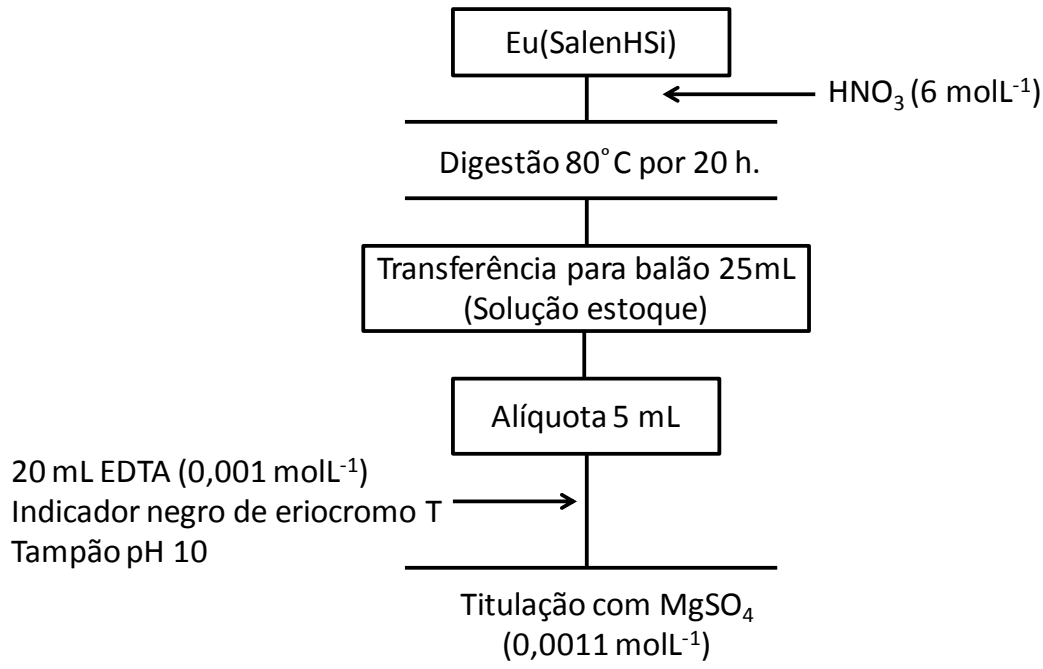 Eu(SalenHSi)
HNO₃ (6 molL⁻¹)
Digestão 80°C por 20 h.
Transferência para balão 25mL
(Solução estoque)
Alíquota 5 mL
20 mL EDTA (0,001 molL⁻¹)
Indicador negro de eriocromo T
Tampão pH 10
Titulação com MgSO₄
(0,0011 molL⁻¹)